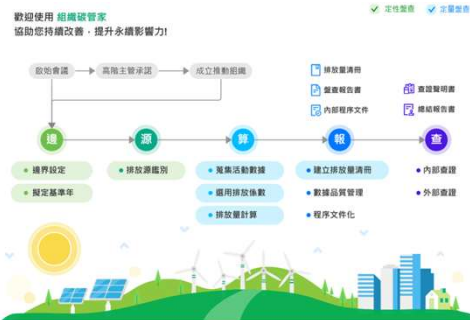 歡迎使用 組織碳管家
協助您持續改善，提升永續影響力!
定性盤查
定量盤查
啟始會議
高階主管承諾
成立推動組織
排放量清冊
盤查報告書
內部程序文件
查證聲明書
總結報告書
邊
源
算
報
查
邊界設定
擬定基準年
排放源鑑別
蒐集活動數據
選用排放係數
排放量計算
建立排放量清冊
數據品質管理
程序文件化
內部查證
外部查證